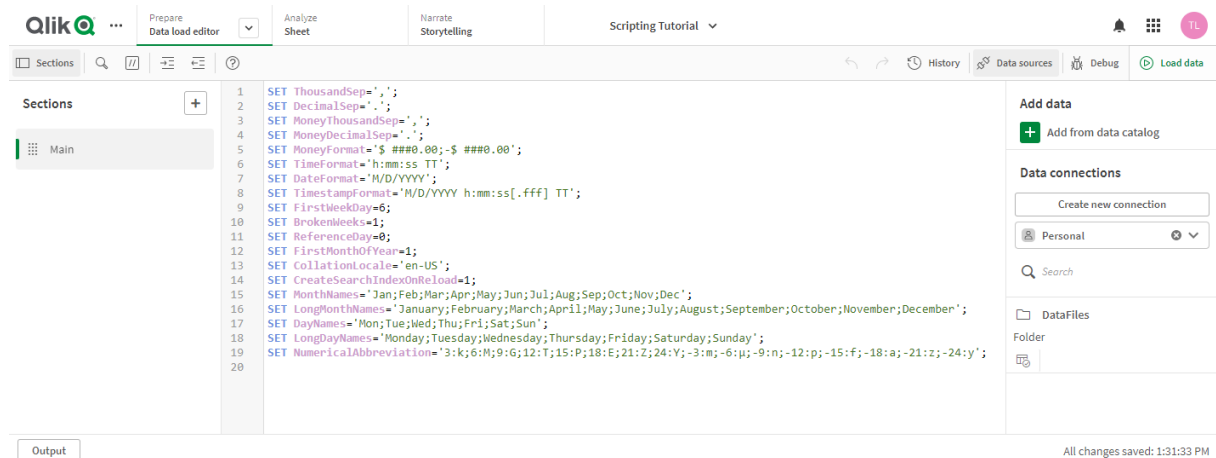 Qlik
Prepare
Data load editor
Analyze
Sheet
Narrate
Storytelling
Scripting Tutorial
TL
Sections
//
?
History
Data sources
Debug
Load data
Sections
+
Main
1 SET ThousandSep=',';
2 SET DecimalSep='.';
3 SET MoneyThousandSep=',';
4 SET MoneyDecimalSep='.';
5 SET MoneyFormat='$ ###0.00;-$ ###0.00';
6 SET TimeFormat='h:mm:ss TT';
7 SET DateFormat='M/D/YYYY';
8 SET TimestampFormat='M/D/YYYY h:mm:ss[.fff] TT';
9 SET FirstWeekDay=6;
10 SET BrokenWeeks=1;
11 SET ReferenceDay=0;
12 SET FirstMonthOfYear=1;
13 SET CollationLocale='en-US';
14 SET CreateSearchIndexOnReload=1;
15 SET MonthNames='Jan;Feb;Mar;Apr;May;Jun;Jul;Aug;Sep;Oct;Nov;Dec';
16 SET LongMonthNames='January;February;March;April;May;June;July;August;September;October;November;December';
17 SET DayNames='Mon;Tue;Wed;Thu;Fri;Sat;Sun';
18 SET LongDayNames='Monday;Tuesday;Wednesday;Thursday;Friday;Saturday;Sunday';
19 SET NumericalAbbreviation='3:k;6:M;9:G;12:T;15:P;18:E;21:Z;24:Y;-3:m;-6:μ;-9:n;-12:p;-15:f;-18:a;-21:z;-24:y';
20
Add data
+ Add from data catalog
Data connections
Create new connection
Personal
Search
DataFiles
Folder
Output
All changes saved: 1:31:33 PM